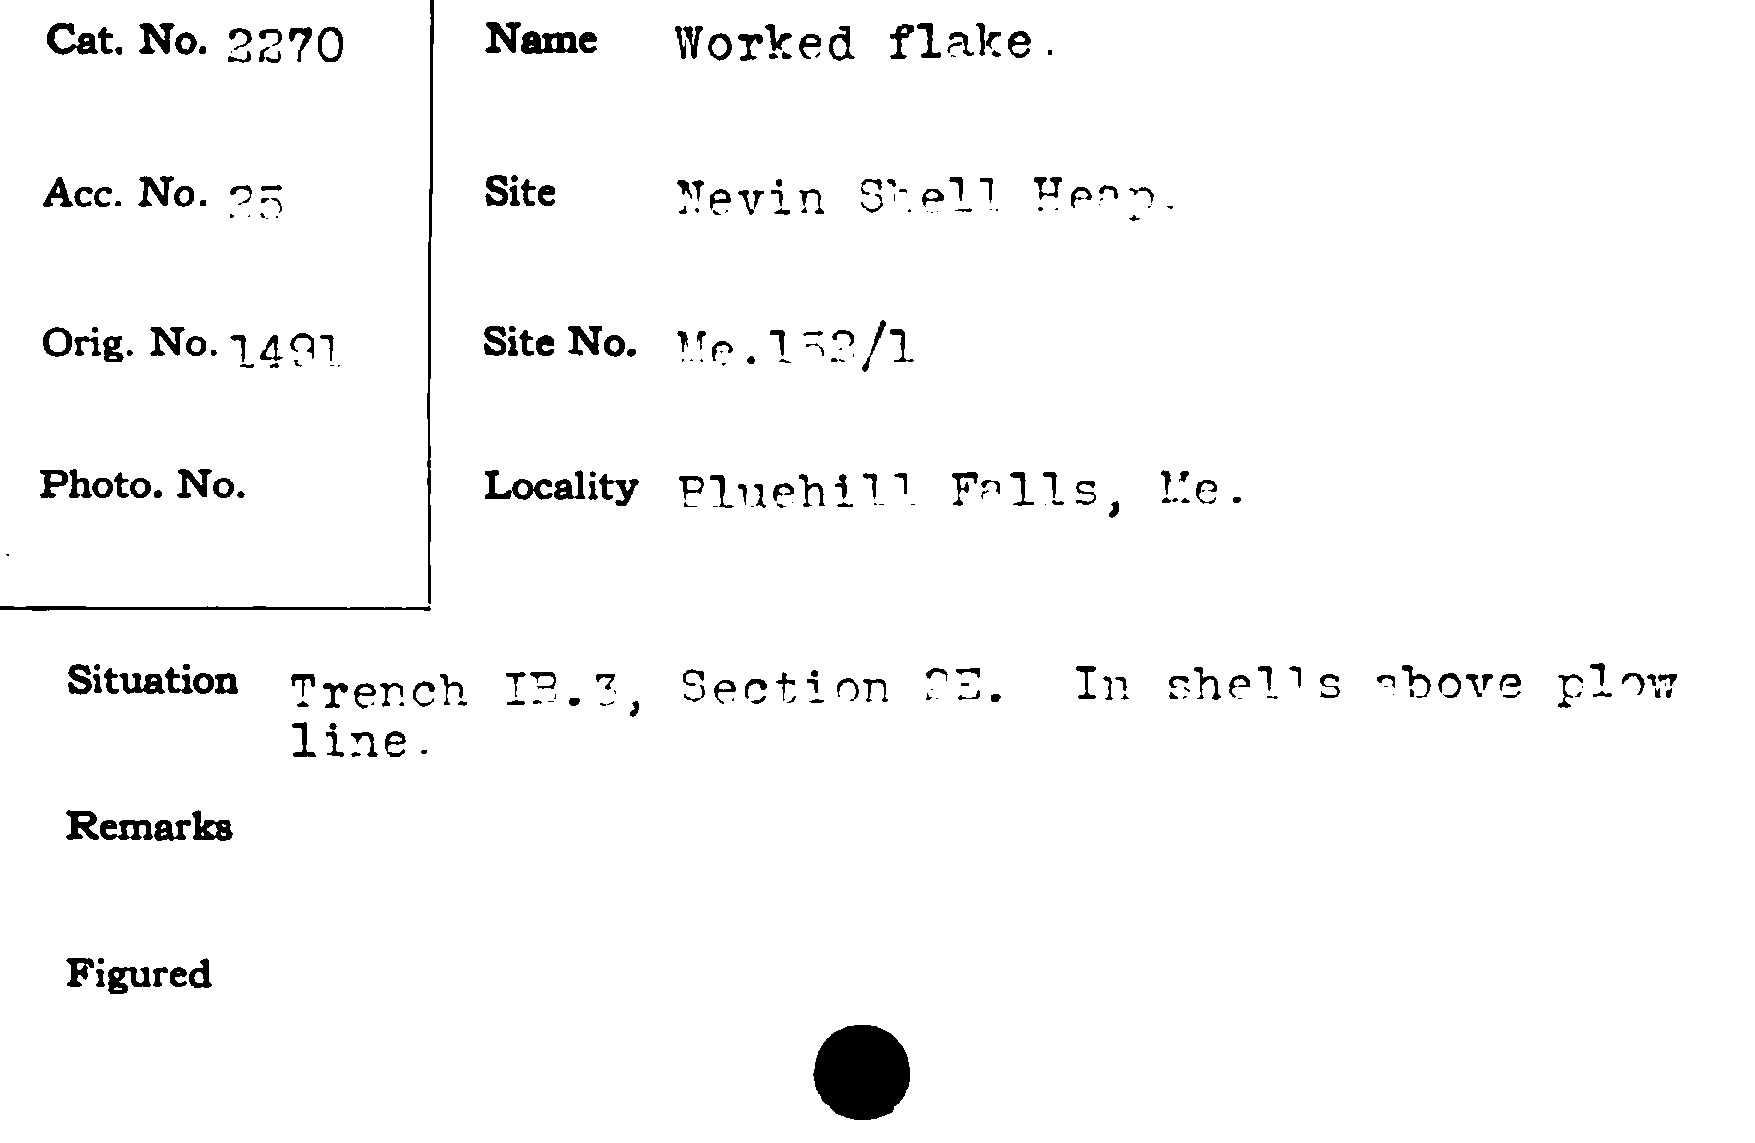 Cat. No. 2270
Name Worked flake.
Acc. No. 25
Site Nevin Shell Heap.
Orig. No. 1491
Site No. Me.152/1
Photo. No.
Locality Bluehill Falls, Me.
Situation Trench IB.3, Section 2E. In shells above plow
line.
Remarks
Figured